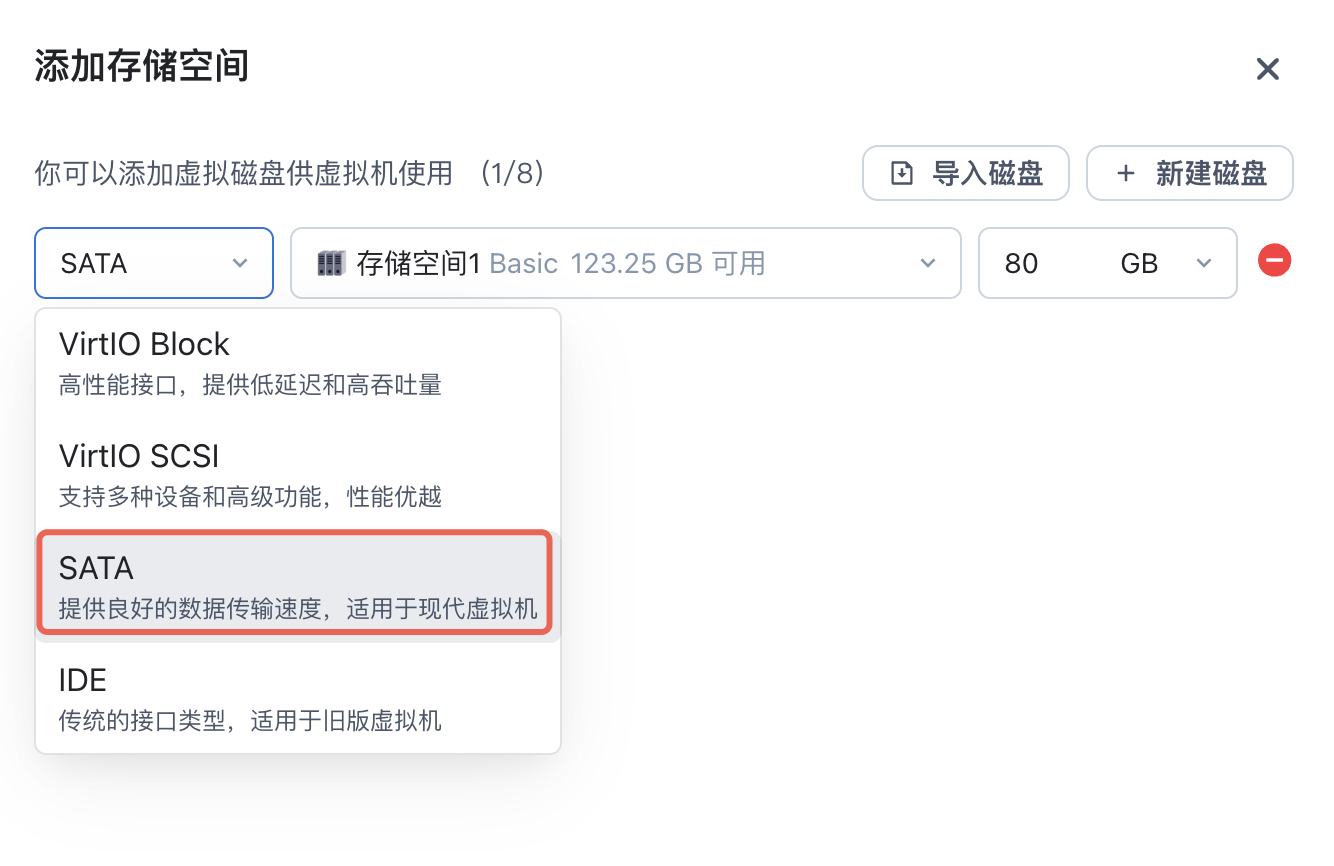 添加存储空间
你可以添加虚拟磁盘供虚拟机使用 (1/8)
导入磁盘
+ 新建磁盘
SATA
存储空间1 Basic 123.25 GB 可用
80 GB
VirtIO Block
高性能接口，提供低延迟和高吞吐量
VirtIO SCSI
支持多种设备和高级功能，性能优越
SATA
提供良好的数据传输速度，适用于现代虚拟机
IDE
传统的接口类型，适用于旧版虚拟机